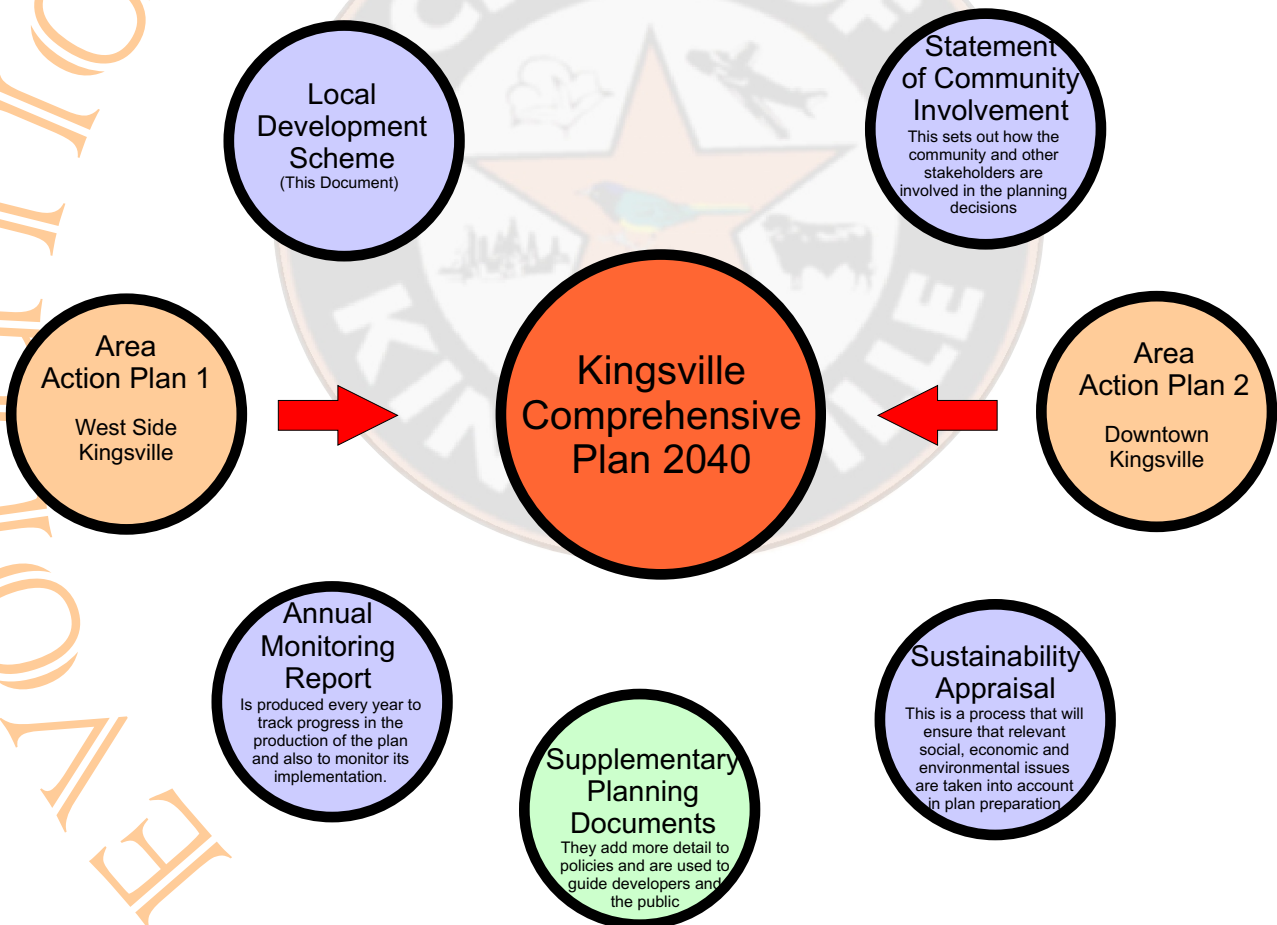 Local
Development
Scheme
(This Document)
Statement
of Community
Involvement
This sets out how the
community and other
stakeholders are
involved in the planning
decisions
Area
Action Plan 1
West Side
Kingsville
Kingsville
Comprehensive
Plan 2040
Area
Action Plan 2
Downtown
Kingsville
Annual
Monitoring
Report
Is produced every year to
track progress in the
production of the plan
and also to monitor its
implementation.
Supplementary
Planning
Documents
They add more detail to
policies and are used to
guide developers and
the public
Sustainability
Appraisal
This is a process that will
ensure that relevant
social, economic and
environmental issues
are taken into account
in plan preparation